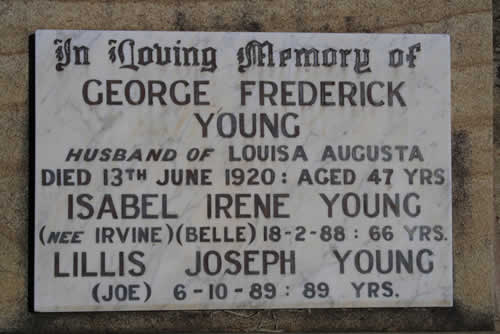 In Loving Memory of
GEORGE FREDERICK
YOUNG
HUSBAND OF LOUISA AUGUSTA
DIED 13TH JUNE 1920: AGED 47 YRS
ISABEL IRENE YOUNG
(NEE IRVINE)(BELLE) 18-2-88: 66 YRS.
LILLIS JOSEPH YOUNG
(JOE) 6-10-89: 89 YRS.